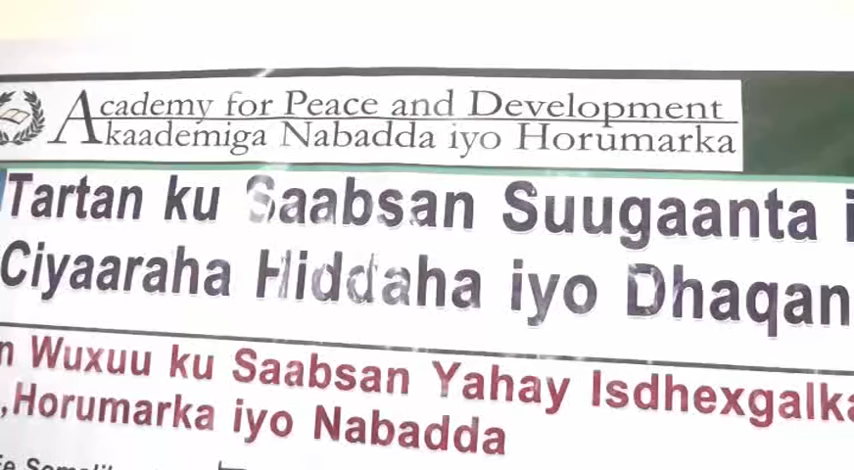 Academy for Peace and Development
Akaademiga Nabadda iyo Horumarka
Tartan ku Saabsan Suugaanta i
Ciyaaraha Hiddaha iyo Dhaqan
n Wuxuu ku Saabsan Yahay Isdhexgalka
,Horumarka iyo Nabadda